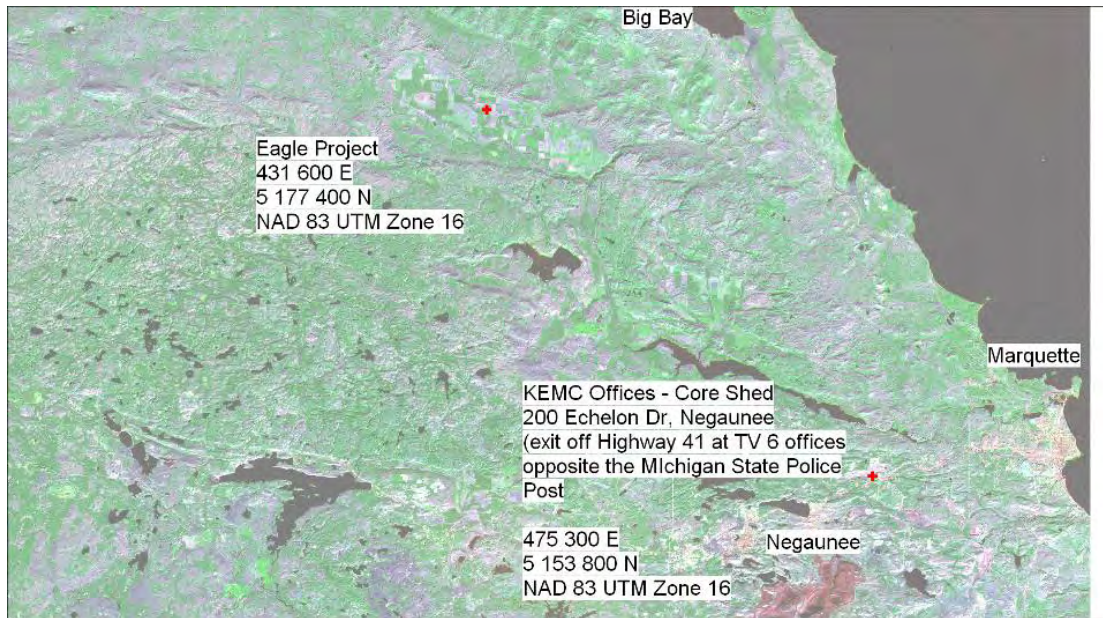 Big Bay
Eagle Project
431 600 E
5 177 400 N
NAD 83 UTM Zone 16
Marquette
KEMC Offices - Core Shed
200 Echelon Dr, Negaunee
(exit off Highway 41 at TV 6 offices
opposite the MIchigan State Police
Post
475 300 E
5 153 800 N
NAD 83 UTM Zone 16
Negaunee